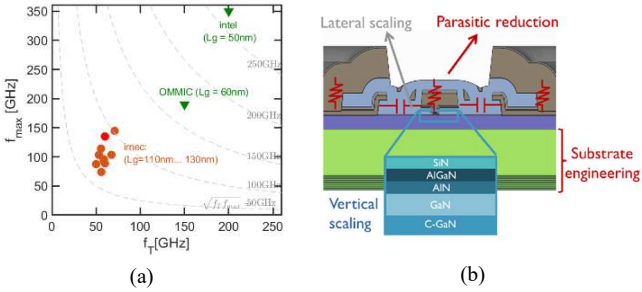 350
300
250
200
150
100
50
0
0
50
100
150
200
250
f_max [GHz]
f_T[GHz]
intel
(Lg = 50nm)
OMMIC (Lg = 60nm)
imec:
(Lg=110nm... 130nm)
250GHz
200GHz
150GHz
100GHz
50GHz
(a)
Lateral scaling
Parasitic reduction
Substrate
engineering
Vertical
scaling
SiN
AlGaN
AlN
GaN
C-GaN
(b)